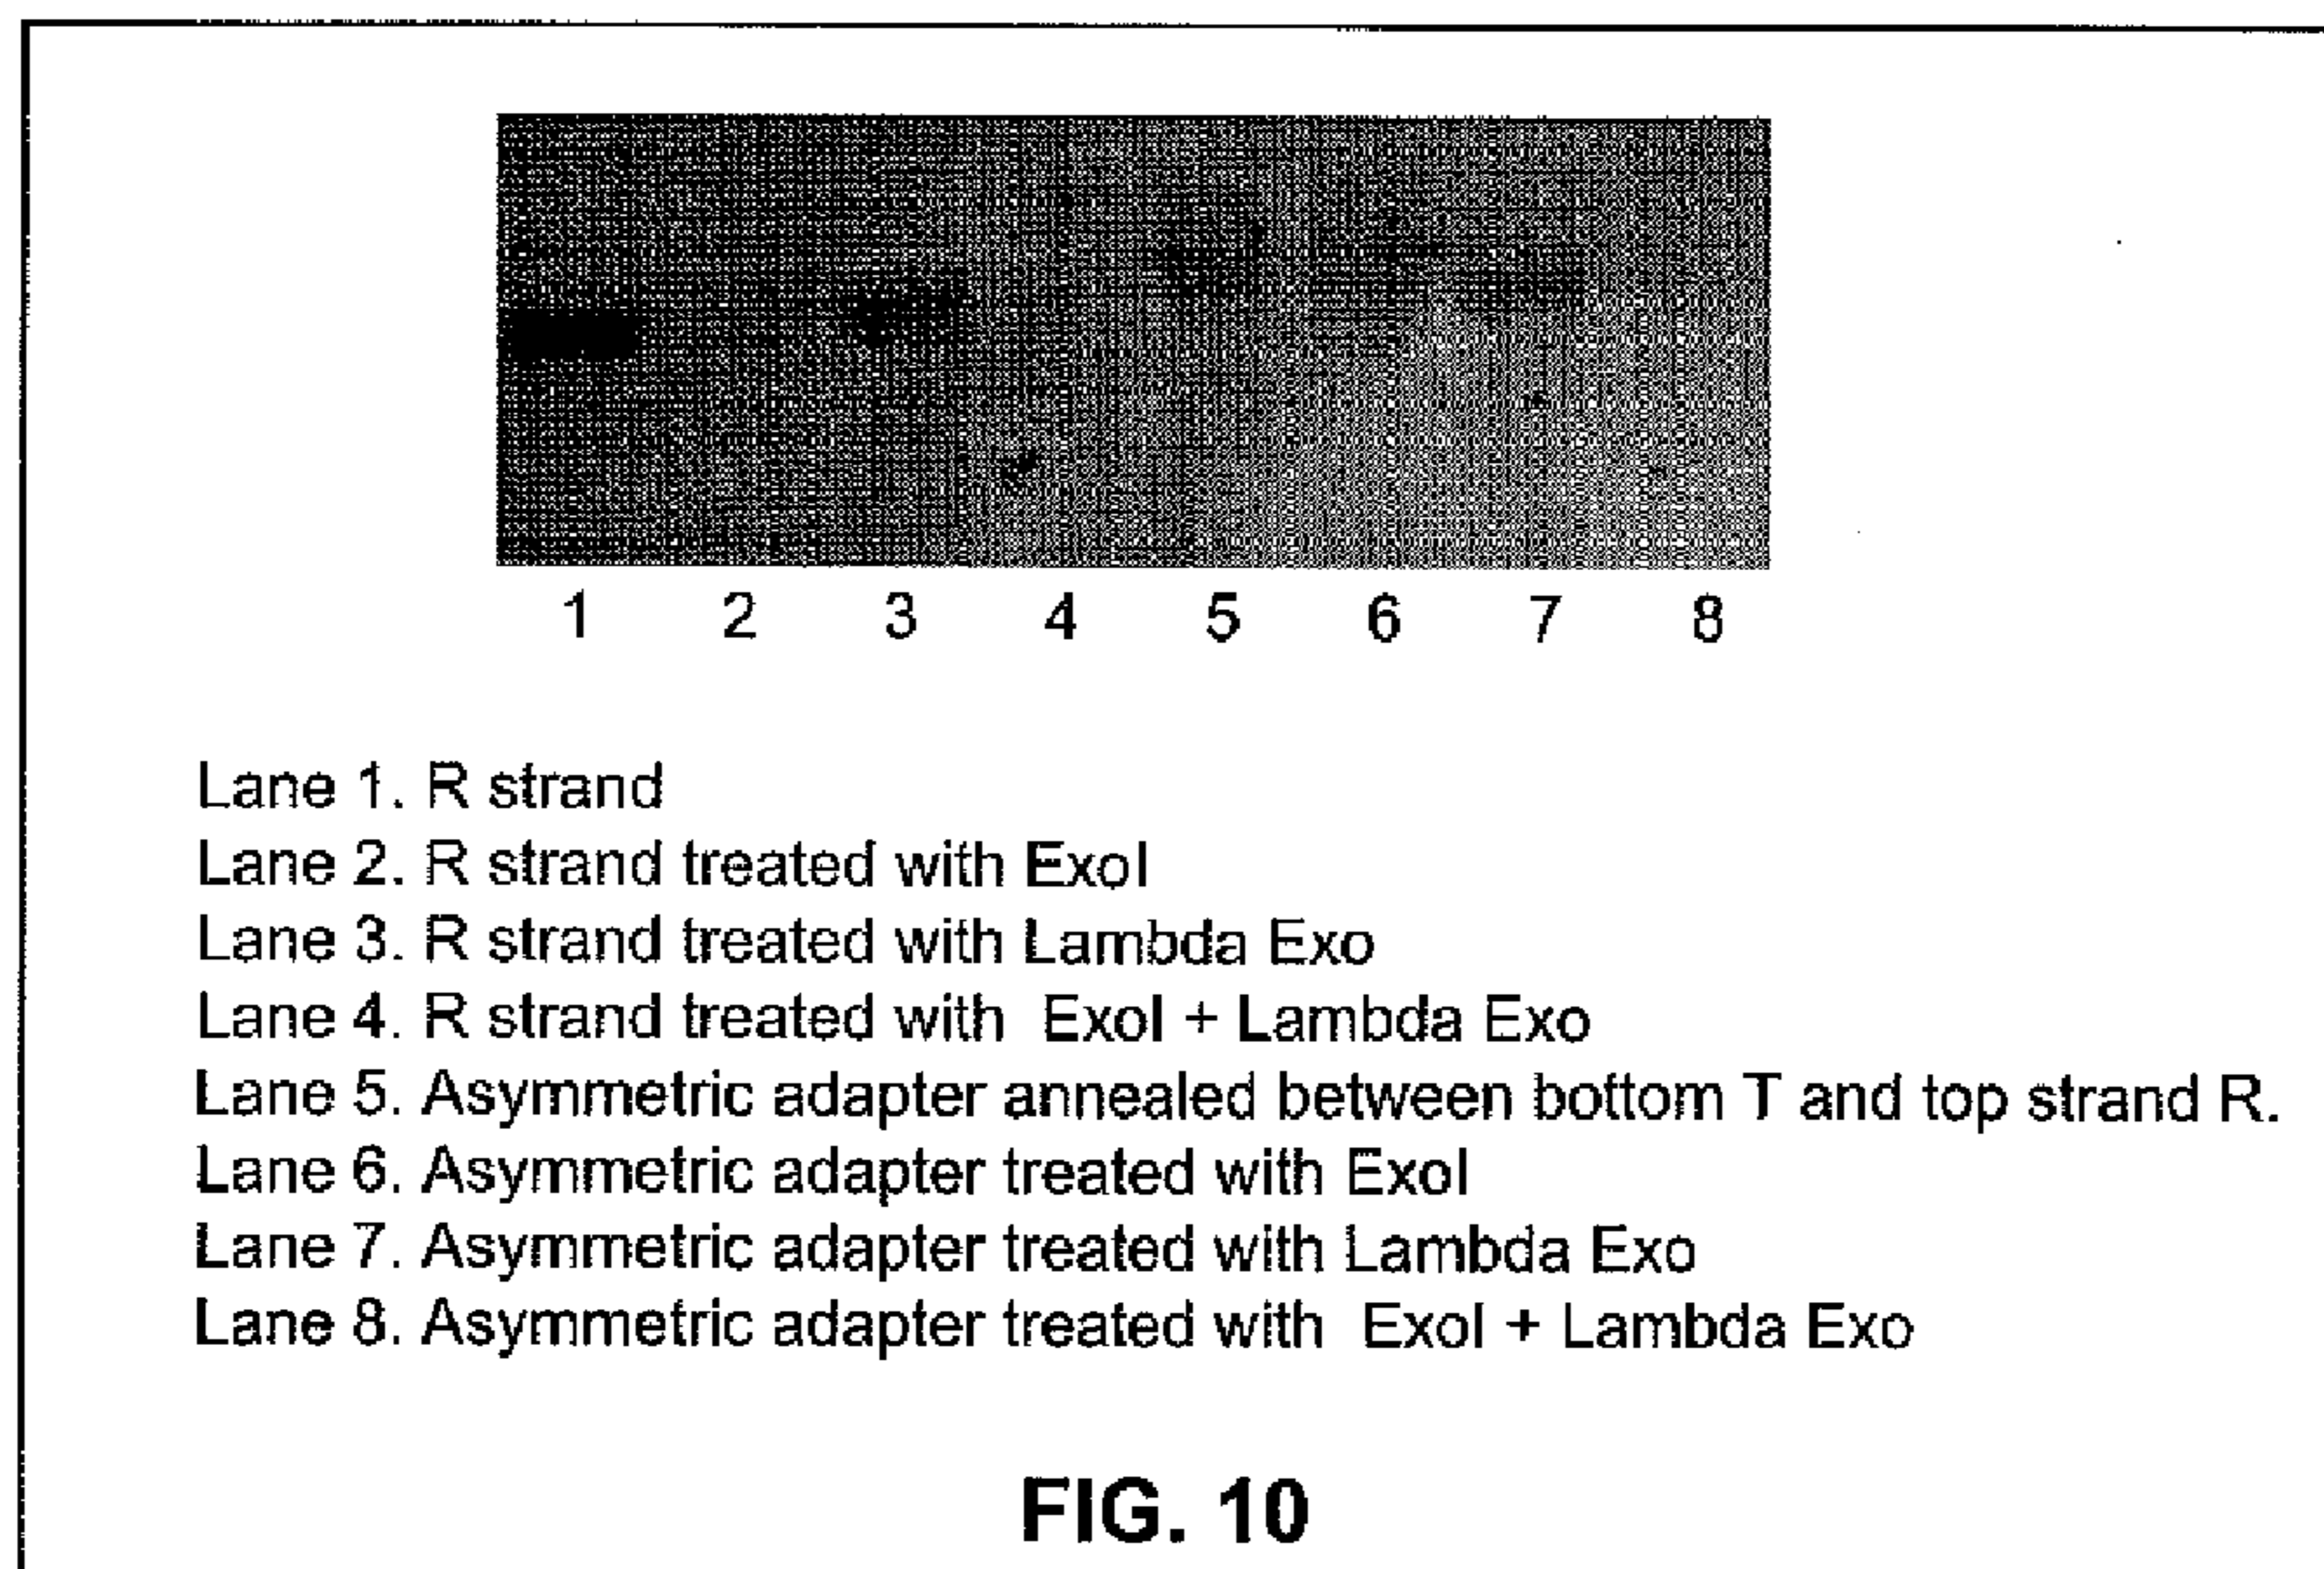 1 2 3 4 5 6 7 8
Lane 1. R strand
Lane 2. R strand treated with ExoI
Lane 3. R strand treated with Lambda Exo
Lane 4. R strand treated with ExoI + Lambda Exo
Lane 5. Asymmetric adapter annealed between bottom T and top strand R.
Lane 6. Asymmetric adapter treated with ExoI
Lane 7. Asymmetric adapter treated with Lambda Exo
Lane 8. Asymmetric adapter treated with ExoI + Lambda Exo
FIG. 10